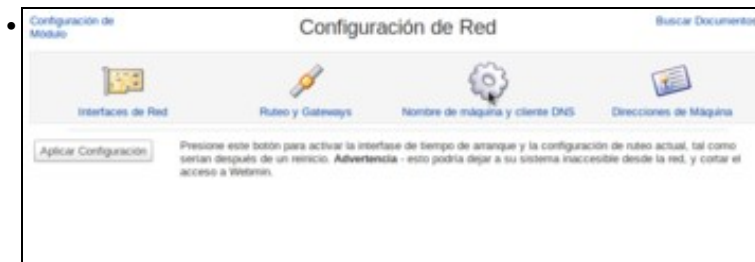 Configuración de
Módulo
Configuración de Red
Buscar Documentos
Interfaces de Red
Ruteo y Gateways
Nombre de máquina y cliente DNS
Direcciones de Máquina
Aplicar Configuración
Presione este botón para activar la interfase de tiempo de arranque y la configuración de ruteo actual, tal como
serían después de un reinicio. Advertencia - esto podría dejar a su sistema inaccesible desde la red, y cortar el
acceso a Webmin.